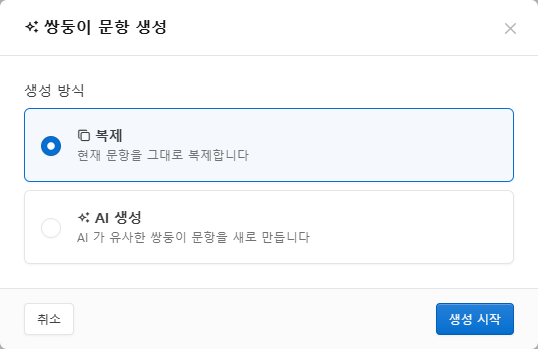 쌍둥이 문항 생성
생성 방식
복제
현재 문항을 그대로 복제합니다
AI 생성
AI 가 유사한 쌍둥이 문항을 새로 만듭니다
취소
생성 시작